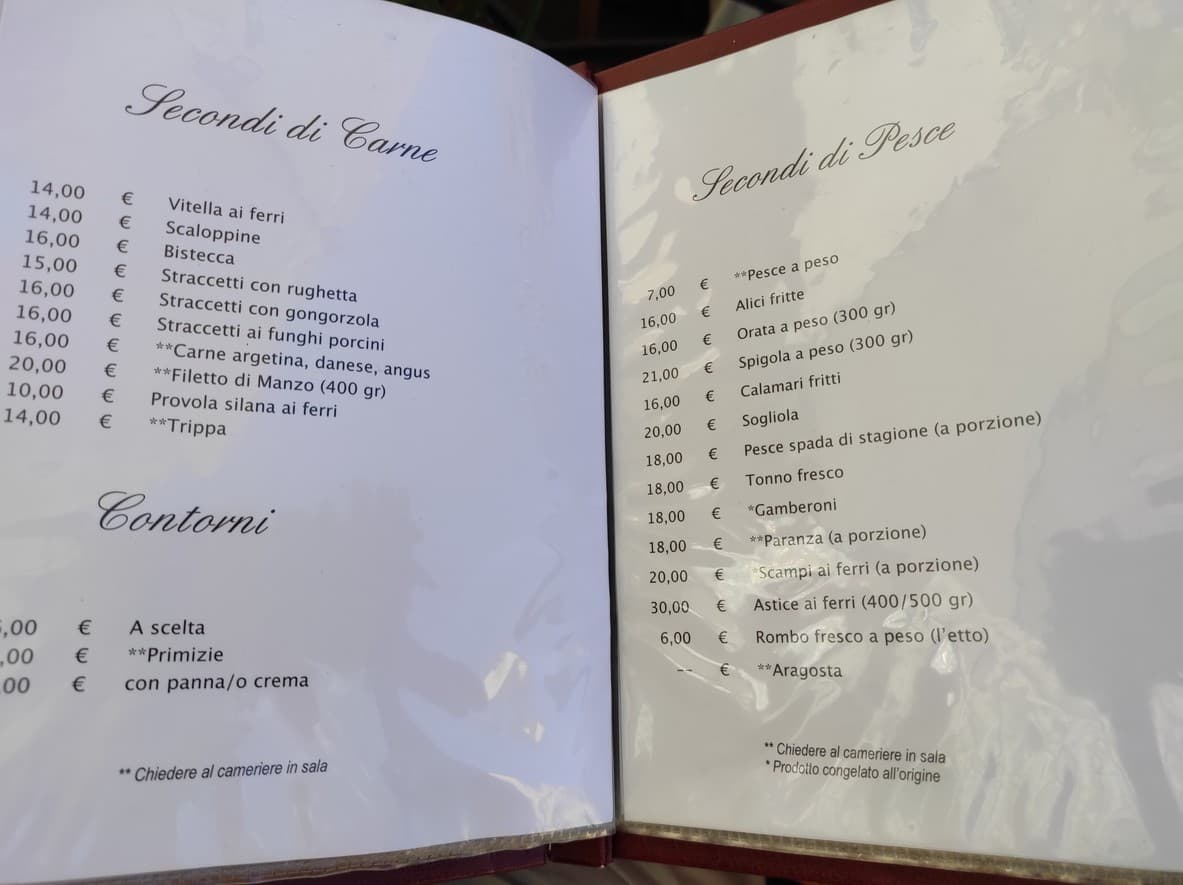 Secondi di Carne
14,00 € Vitella ai ferri
14,00 € Scaloppine
16,00 € Bistecca
15,00 € Straccetti con rughetta
16,00 € Straccetti con gongorzola
16,00 € Straccetti ai funghi porcini
16,00 € **Carne argetina, danese, angus
20,00 € **Filetto di Manzo (400 gr)
10,00 € Provola silana ai ferri
14,00 € **Trippa
Contorni
,00 € A scelta
,00 € **Primizie
,00 € con panna/o crema
** Chiedere al cameriere in sala
Secondi di Pesce
7,00 € **Pesce a peso
16,00 € Alici fritte
16,00 € Orata a peso (300 gr)
21,00 € Spigola a peso (300 gr)
16,00 € Calamari fritti
20,00 € Sogliola
18,00 € Pesce spada di stagione (a porzione)
18,00 € Tonno fresco
18,00 € *Gamberoni
18,00 € **Paranza (a porzione)
20,00 € *Scampi ai ferri (a porzione)
30,00 € Astice ai ferri (400/500 gr)
6,00 € Rombo fresco a peso (l'etto)
-- € **Aragosta
** Chiedere al cameriere in sala
* Prodotto congelato all'origine